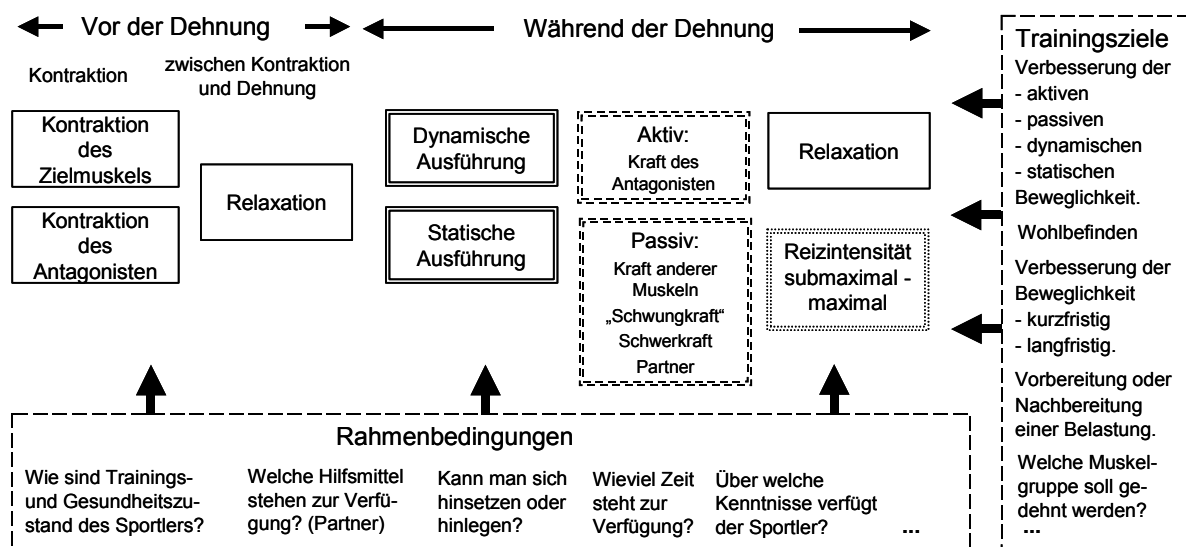 Vor der Dehnung
Während der Dehnung
Kontraktion
zwischen Kontraktion
und Dehnung
Kontraktion
des
Zielmuskels
Kontraktion
des
Antagonisten
Relaxation
Dynamische
Ausführung
Statische
Ausführung
Aktiv:
Kraft des
Antagonisten
Passiv:
Kraft anderer
Muskeln
„Schwungkraft“
Schwerkraft
Partner
Relaxation
Reizintensität
submaximal -
maximal
Trainingsziele
Verbesserung der
- aktiven
- passiven
- dynamischen
- statischen
Beweglichkeit.
Wohlbefinden
Verbesserung der
Beweglichkeit
- kurzfristig
- langfristig.
Vorbereitung oder
Nachbereitung
einer Belastung.
Welche Muskel-
gruppe soll ge-
dehnt werden?
...
Rahmenbedingungen
Wie sind Trainings-
und Gesundheitszu-
stand des Sportlers?
Welche Hilfsmittel
stehen zur Verfü-
gung? (Partner)
Kann man sich
hinsetzen oder
hinlegen?
Wieviel Zeit
steht zur
Verfügung?
Über welche
Kenntnisse verfügt
der Sportler?
...